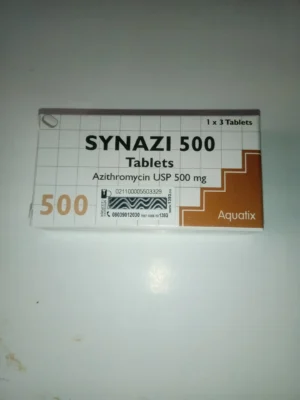 1 x 3 Tablets
SYNAZI 500
Tablets
Azithromycin USP 500 mg
500
Aquatix